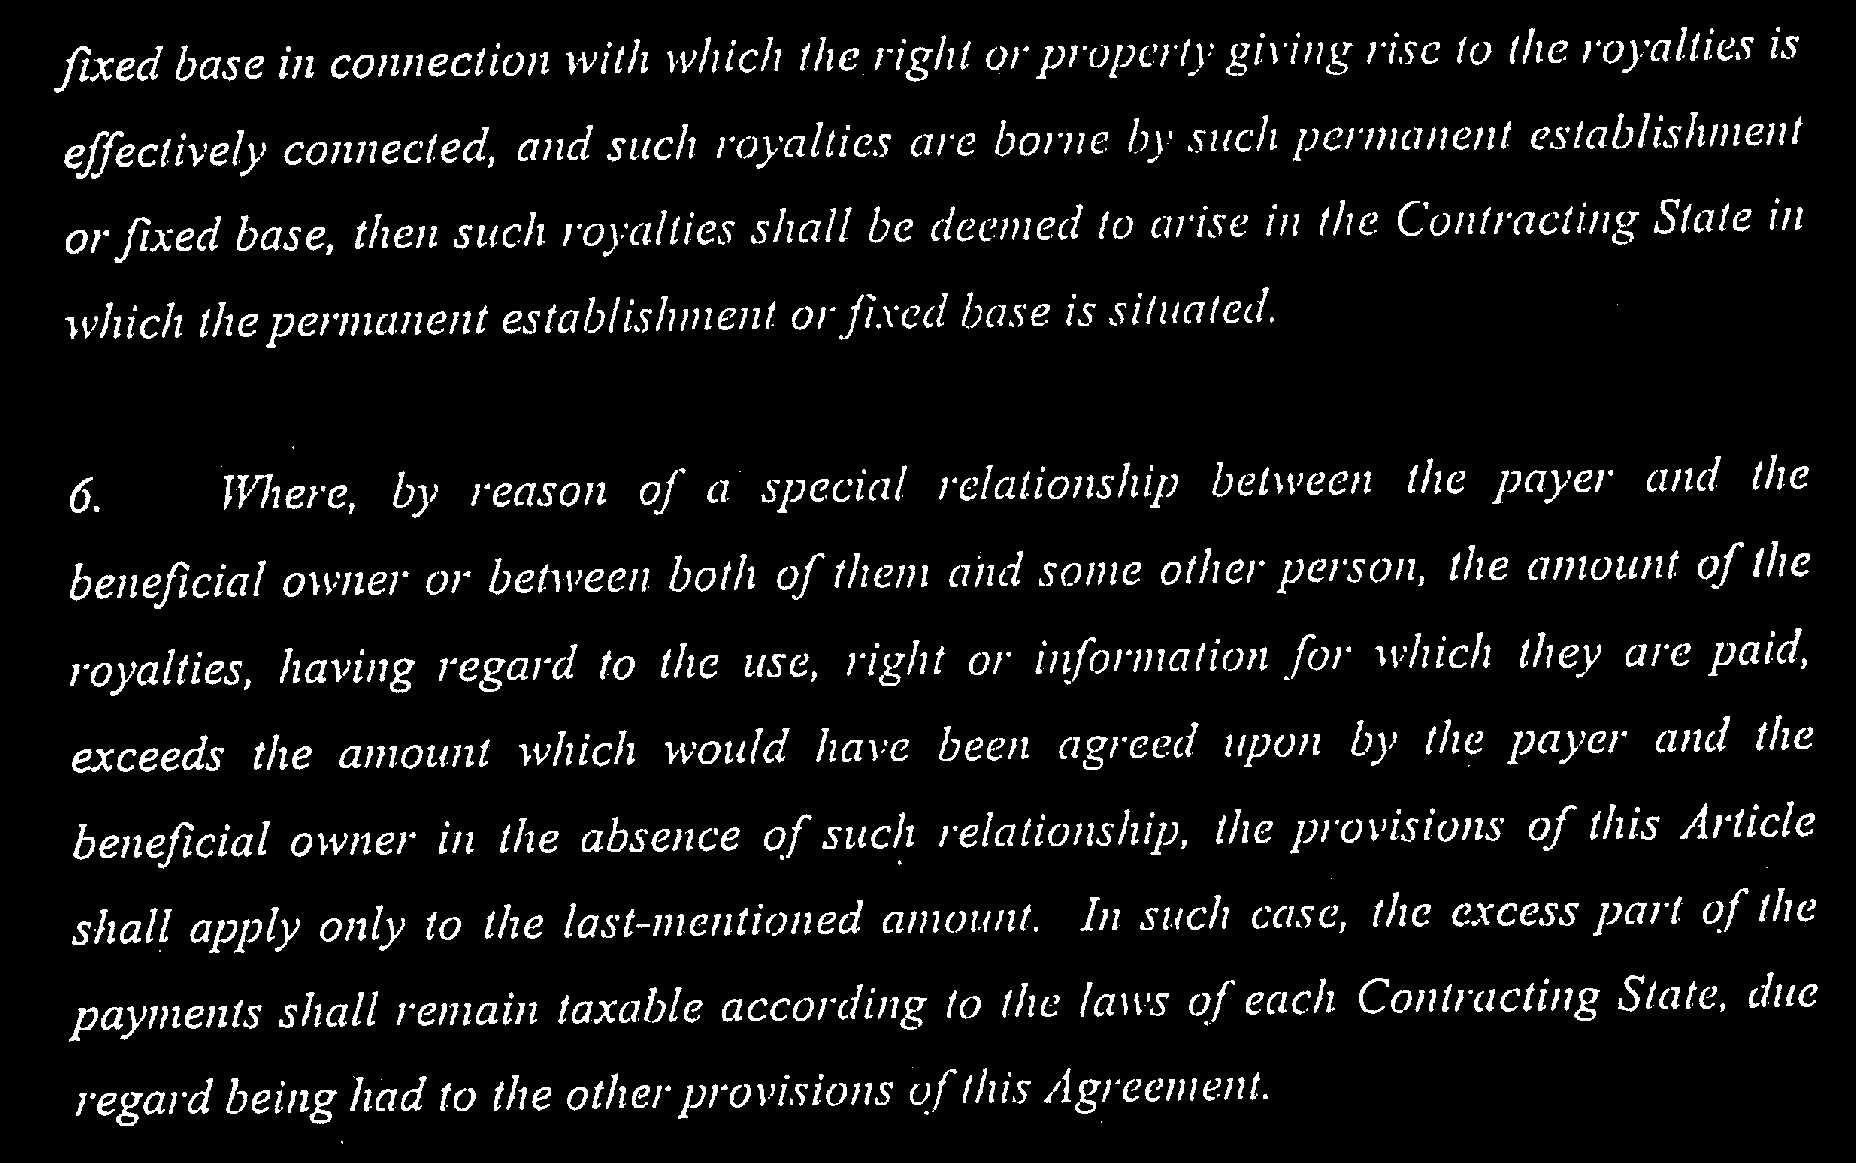 fixed base in connection with which the right or property giving rise to the royalties is
effectively connected, and such royalties are borne by such permanent establishment
or fixed base, then such royalties shall be deemed to arise in the Contracting State in
which the permanent establishment or fixed base is situated.
6. Where, by reason of a special relationship between the payer and the
beneficial owner or between both of them and some other person, the amount of the
royalties, having regard to the use, right or information for which they are paid,
exceeds the amount which would have been agreed upon by the payer and the
beneficial owner in the absence of such relationship, the provisions of this Article
shall apply only to the last-mentioned amount. In such case, the excess part of the
payments shall remain taxable according to the laws of each Contracting State, due
regard being had to the other provisions of this Agreement.